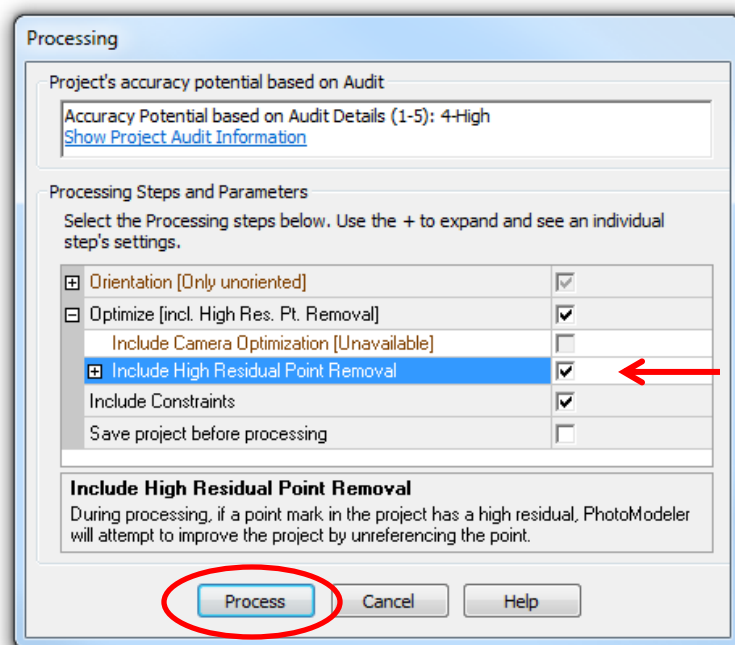 Processing
Project's accuracy potential based on Audit
Accuracy Potential based on Audit Details (1-5): 4-High
Show Project Audit Information
Processing Steps and Parameters
Select the Processing steps below. Use the + to expand and see an individual
step's settings.
Orientation [Only unoriented]
Optimize [incl. High Res. Pt. Removal]
Include Camera Optimization [Unavailable]
Include High Residual Point Removal
Include Constraints
Save project before processing
Include High Residual Point Removal
During processing, if a point mark in the project has a high residual, PhotoModeler
will attempt to improve the project by unreferencing the point.
Process Cancel Help